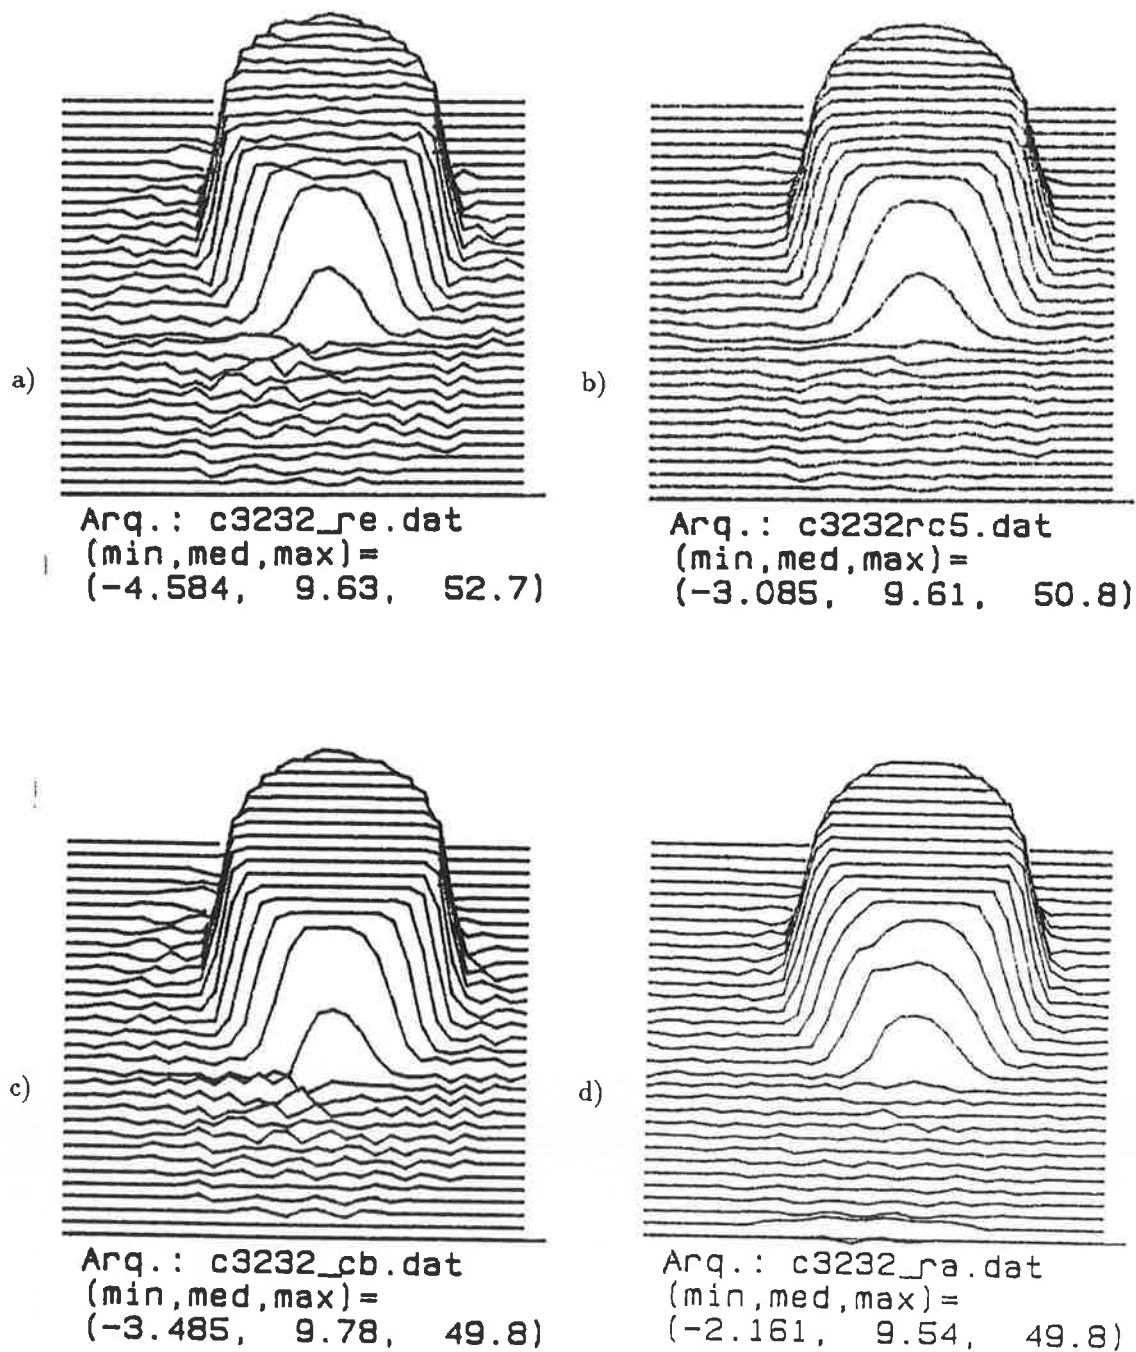 a)
Arq.: c3232_re.dat
(min,med,max)=
(-4.584, 9.63, 52.7)
b)
Arq.: c3232rc5.dat
(min,med,max)=
(-3.085, 9.61, 50.8)
c)
Arq.: c3232_cb.dat
(min,med,max)=
(-3.485, 9.78, 49.8)
d)
Arq.: c3232_ra.dat
(min,med,max)=
(-2.161, 9.54, 49.8)